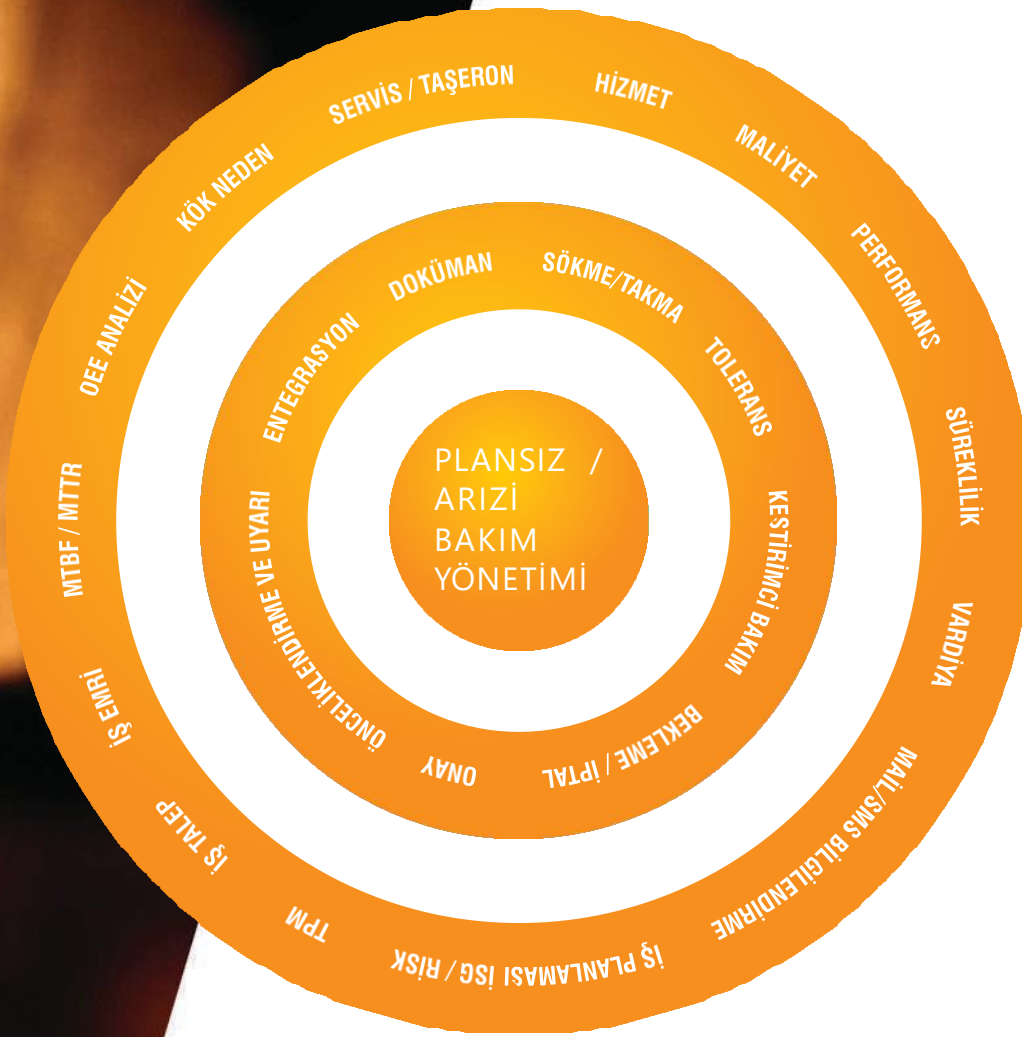 SERVİS / TAŞERON
HİZMET
MALİYET
PERFORMANS
SÜREKLİLİK
VARDİYA
MAİL/SMS BİLGİLENDİRME
İŞ PLANLAMASI İSG / RİSK
TPM
İŞ TALEP
İŞ EMRİ
MTBF / MTTR
OEE ANALİZİ
KÖK NEDEN
DOKÜMAN
SÖKME/TAKMA
TOLERANS
KESTİRİMCİ BAKIM
BEKLEME / İPTAL
ONAY
ÖNCELİKLENDİRME VE UYARI
ENTEGRASYON
PLANSIZ /
ARIZİ
BAKIM
YÖNETİMİ